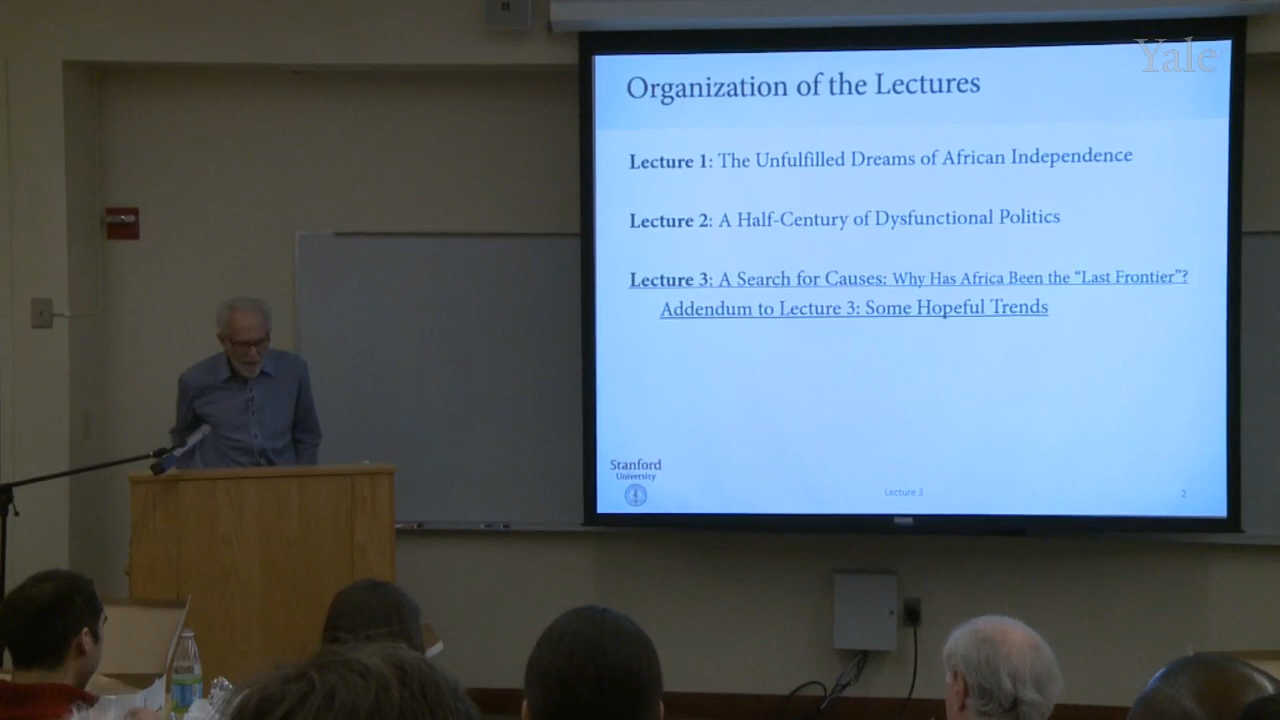 Yale
Organization of the Lectures
Lecture 1: The Unfulfilled Dreams of African Independence
Lecture 2: A Half-Century of Dysfunctional Politics
Lecture 3: A Search for Causes: Why Has Africa Been the “Last Frontier”?
Addendum to Lecture 3: Some Hopeful Trends
Stanford
University
Lecture 3
2